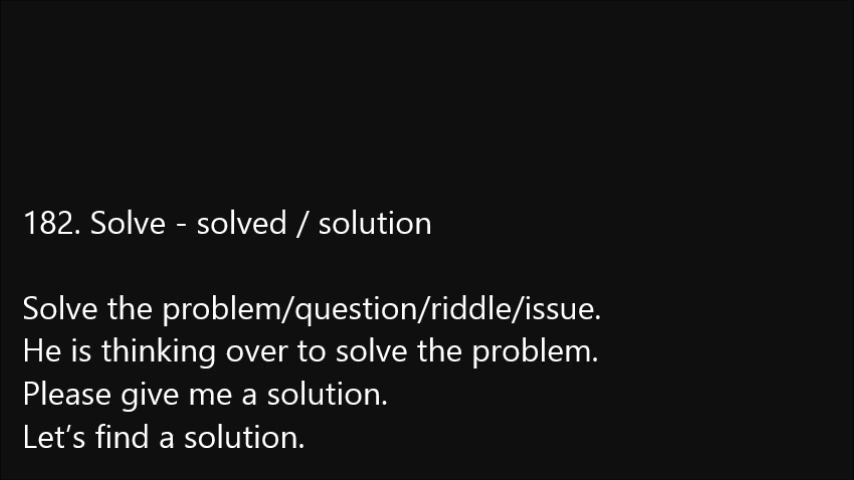 182. Solve - solved / solution
Solve the problem/question/riddle/issue.
He is thinking over to solve the problem.
Please give me a solution.
Let’s find a solution.